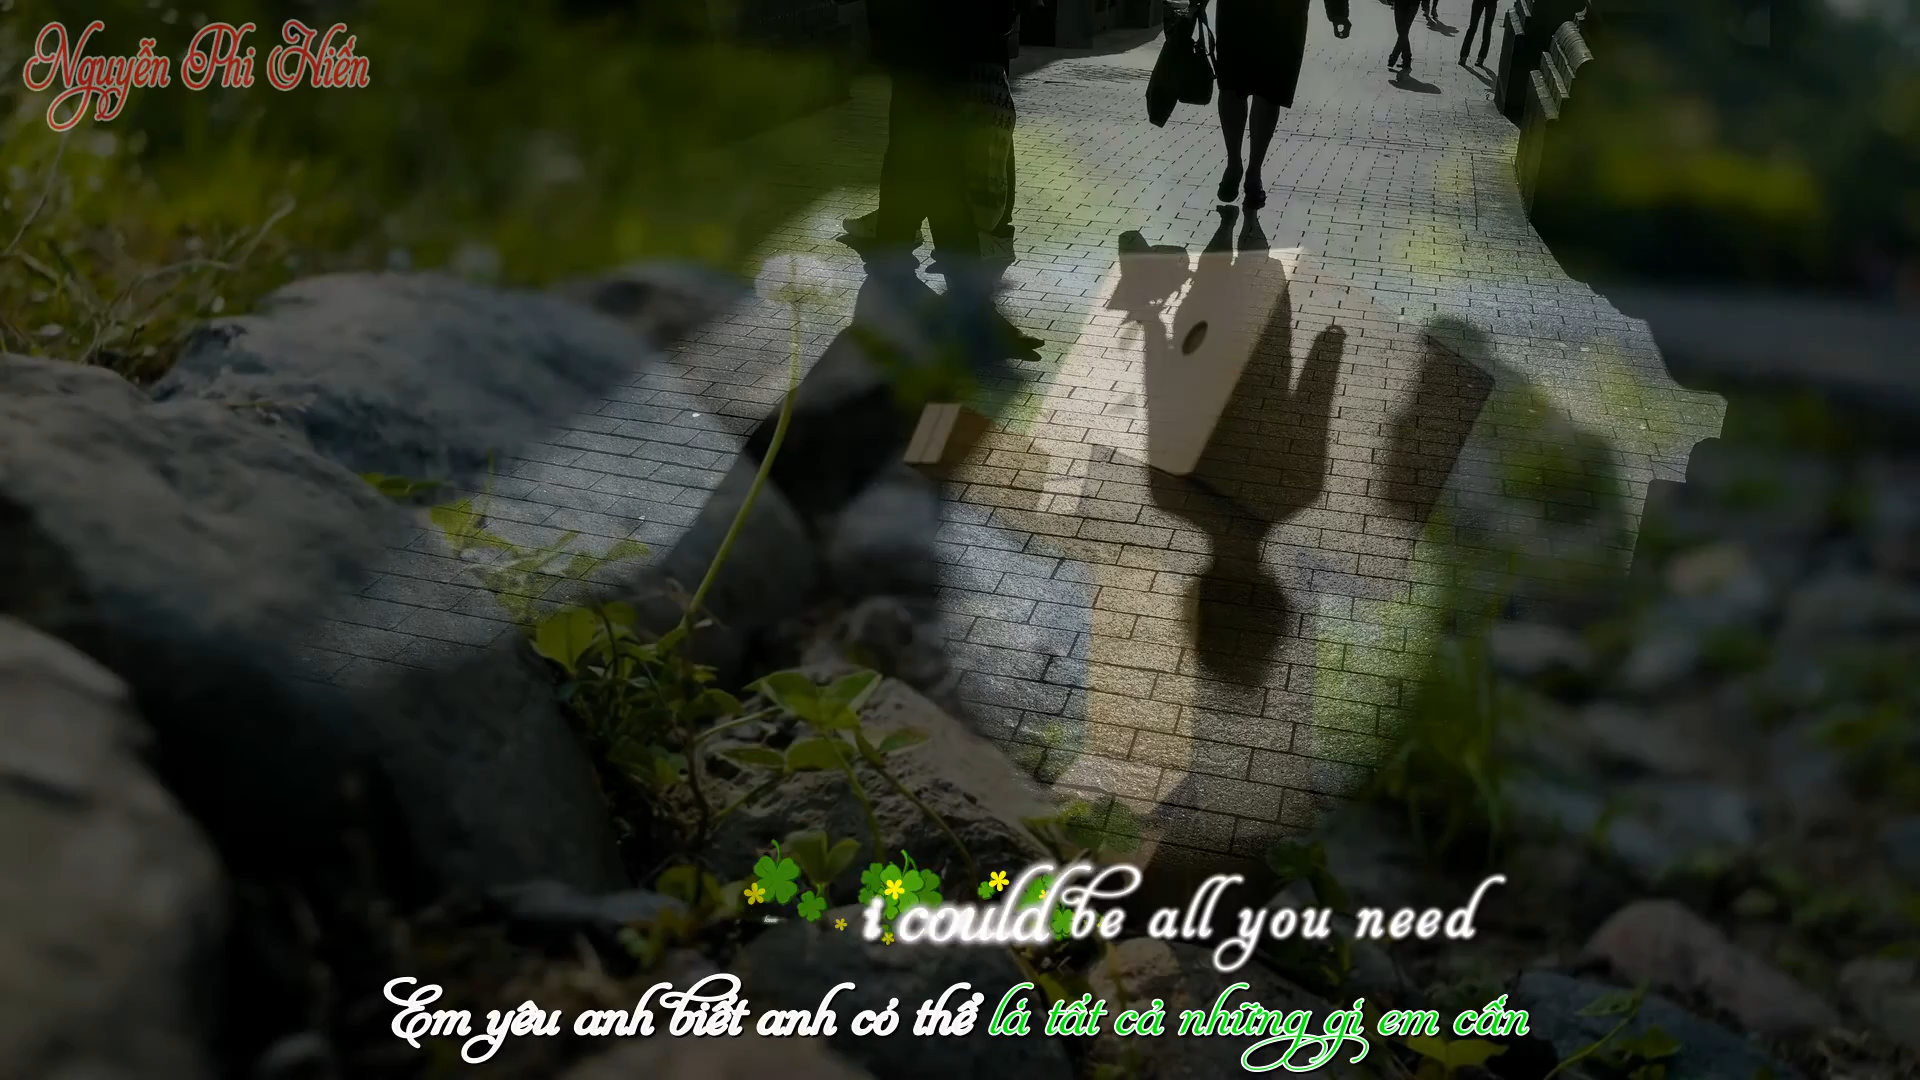 Nguyễn Phi Hiến
i could be all you need
Em yêu anh biết anh có thể là tất cả những gì em cần